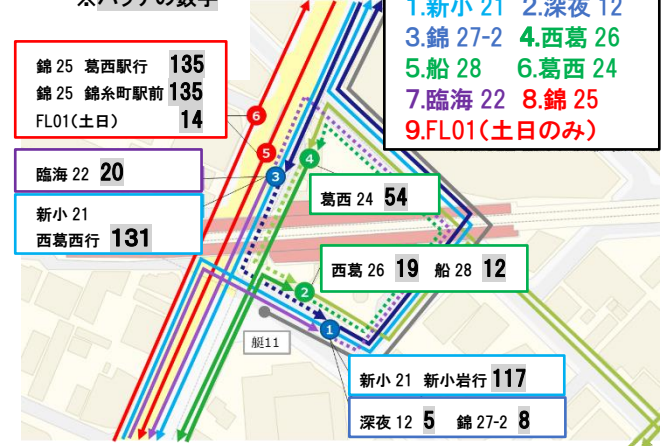 ※ハッチの数字
1.新小 21 2.深夜 12
3.錦 27-2 4.西葛 26
5.船 28 6.葛西 24
7.臨海 22 8.錦 25
9.FL01(土日のみ)
錦 25 葛西駅行 135
錦 25 錦糸町駅前 135
FL01(土日) 14
6
5
4
3
臨海 22 20
葛西 24 54
新小 21
西葛西行 131
西葛 26 19 船 28 12
2
1
艇11
新小 21 新小岩行 117
深夜 12 5 錦 27-2 8